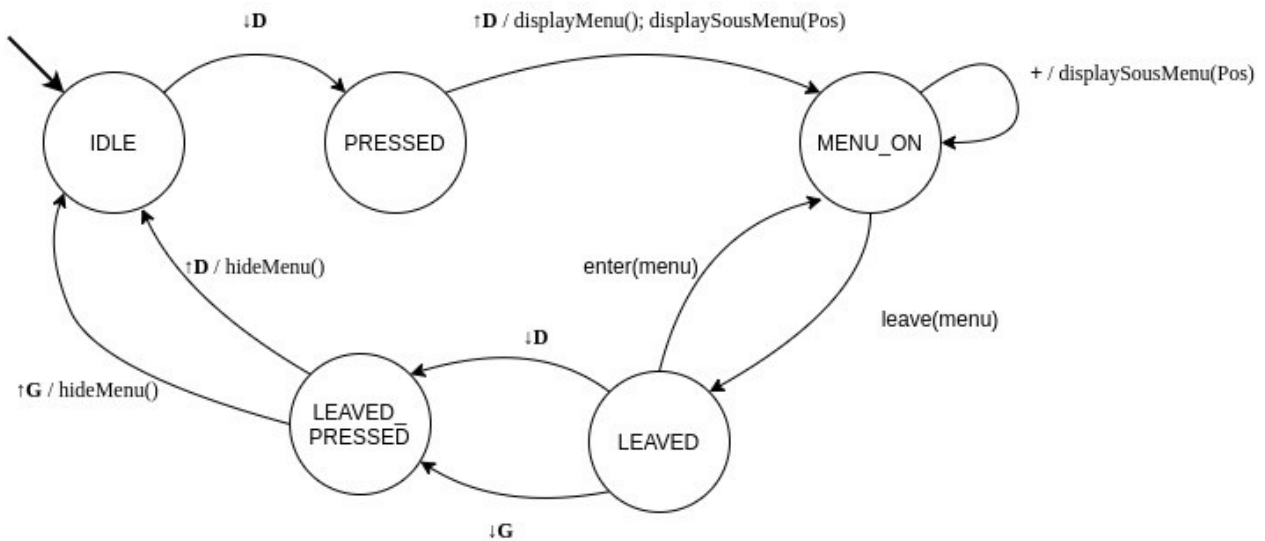 ↓D
↑D / displayMenu(); displaySousMenu(Pos)
+ / displaySousMenu(Pos)
IDLE
PRESSED
MENU_ON
↑D / hideMenu()
enter(menu)
leave(menu)
↓D
↑G / hideMenu()
LEAVED_
PRESSED
LEAVED
↓G